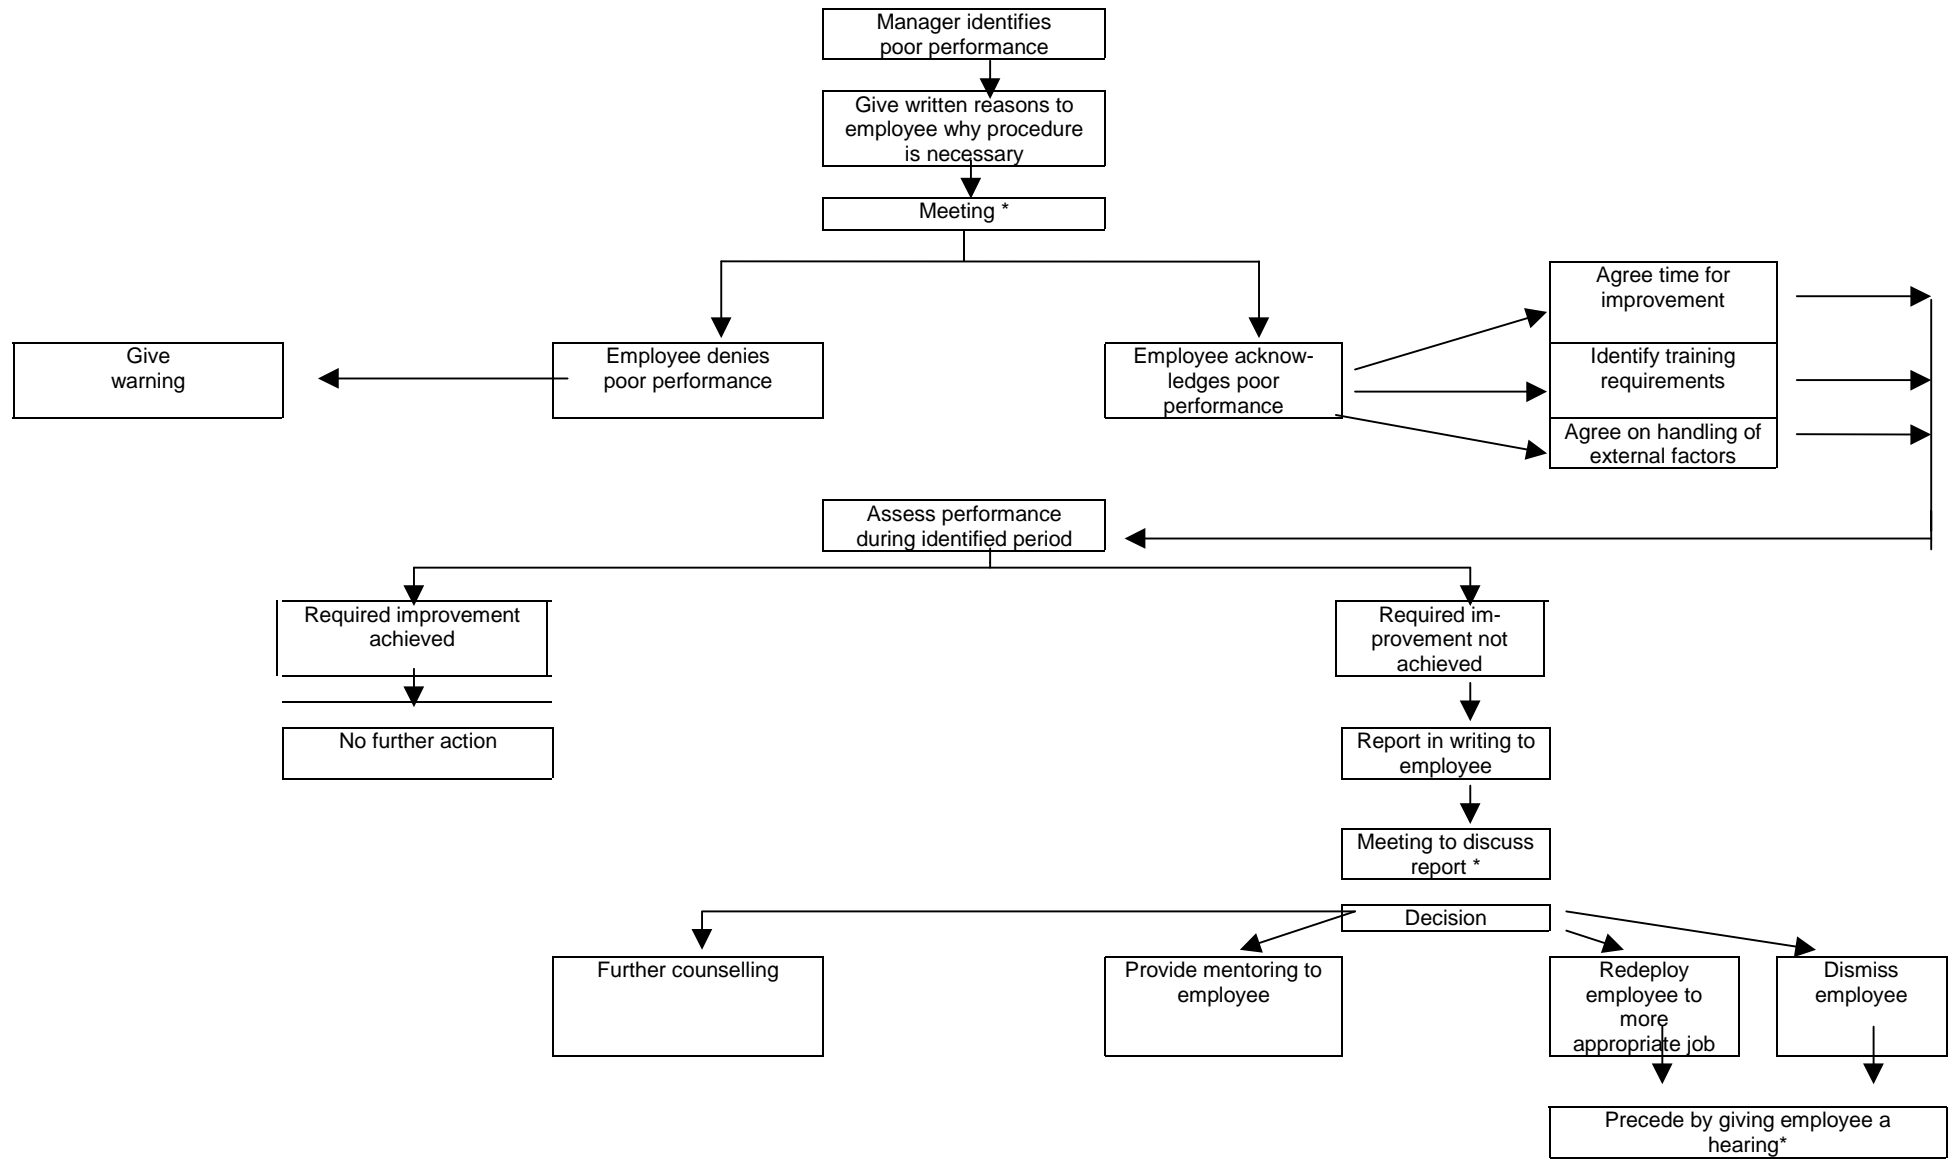 Manager identifies
poor performance
Give written reasons to
employee why procedure
is necessary
Meeting *
Agree time for
improvement
Give
warning
Employee denies
poor performance
Employee acknow-
ledges poor
performance
Identify training
requirements
Agree on handling of
external factors
Assess performance
during identified period
Required improvement
achieved
Required im-
provement not
achieved
No further action
Report in writing to
employee
Meeting to discuss
report *
Decision
Further counselling
Provide mentoring to
employee
Redeploy
employee to
more
appropriate job
Dismiss
employee
Precede by giving employee a
hearing*